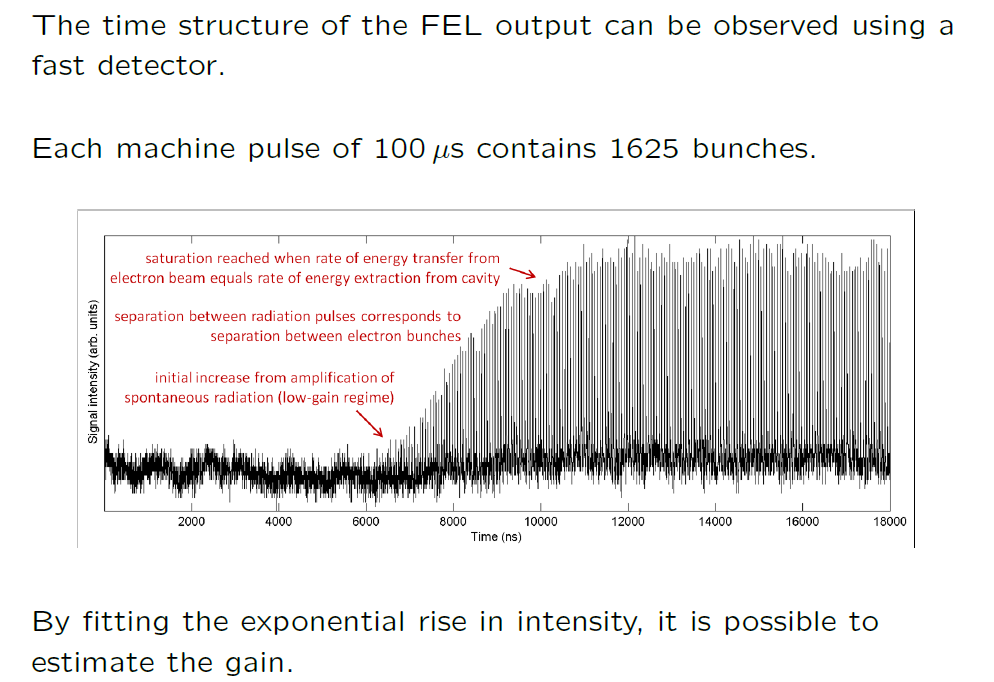 The time structure of the FEL output can be observed using a
fast detector.
Each machine pulse of 100 μs contains 1625 bunches.
saturation reached when rate of energy transfer from
electron beam equals rate of energy extraction from cavity
separation between radiation pulses corresponds to
separation between electron bunches
initial increase from amplification of
spontaneous radiation (low-gain regime)
Signal intensity (arb. units)
2000 4000 6000 8000 10000 12000 14000 16000 18000
Time (ns)
By fitting the exponential rise in intensity, it is possible to
estimate the gain.